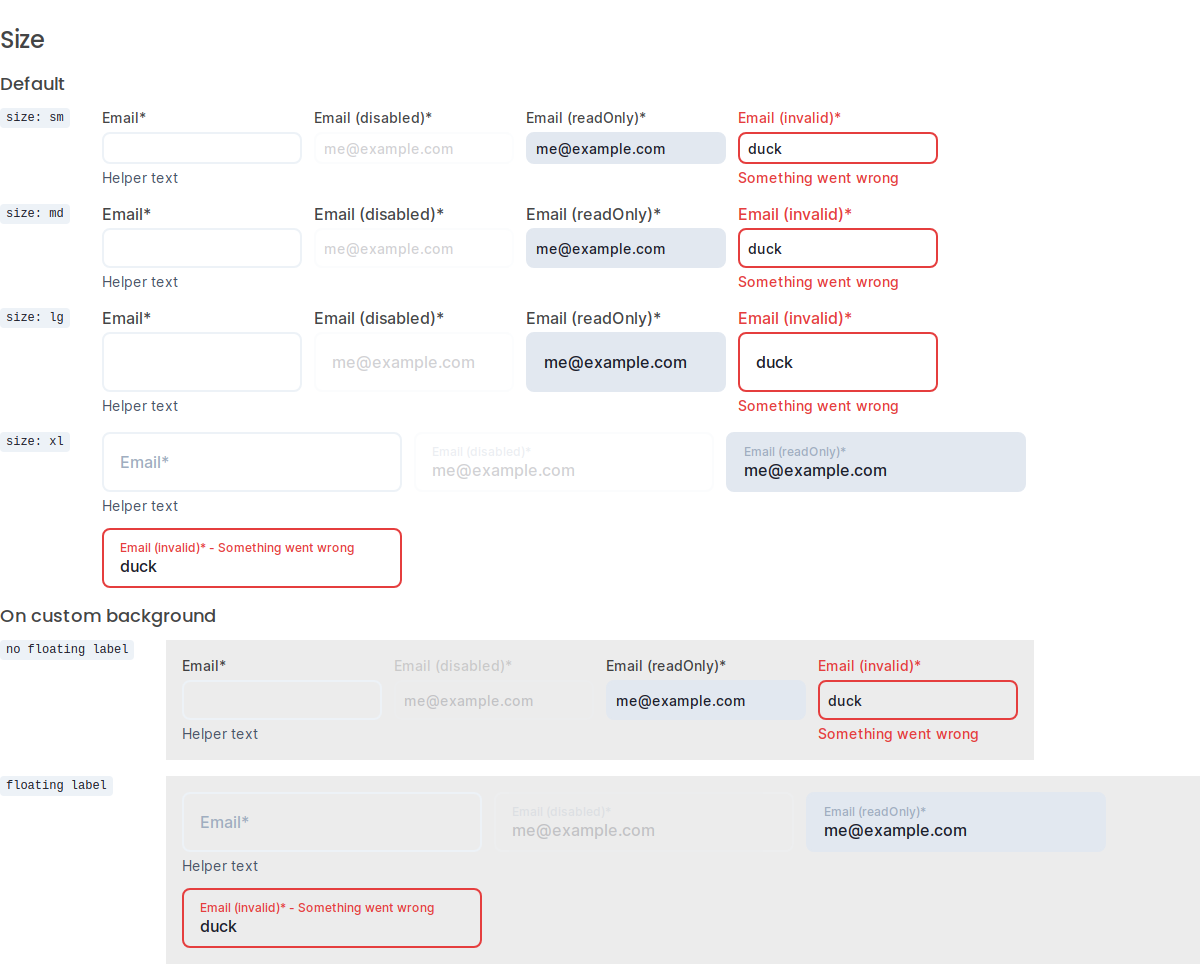 Size
Default
size: sm Email* Email (disabled)* Email (readOnly)* Email (invalid)*
me@example.com me@example.com duck
Helper text Something went wrong
size: md Email* Email (disabled)* Email (readOnly)* Email (invalid)*
me@example.com me@example.com duck
Helper text Something went wrong
size: lg Email* Email (disabled)* Email (readOnly)* Email (invalid)*
me@example.com me@example.com duck
Helper text Something went wrong
size: xl
Email* Email (disabled)* Email (readOnly)*
me@example.com me@example.com
Helper text
Email (invalid)* - Something went wrong
duck
On custom background
no floating label
Email* Email (disabled)* Email (readOnly)* Email (invalid)*
me@example.com me@example.com duck
Helper text Something went wrong
floating label
Email* Email (disabled)* Email (readOnly)*
me@example.com me@example.com
Helper text
Email (invalid)* - Something went wrong
duck